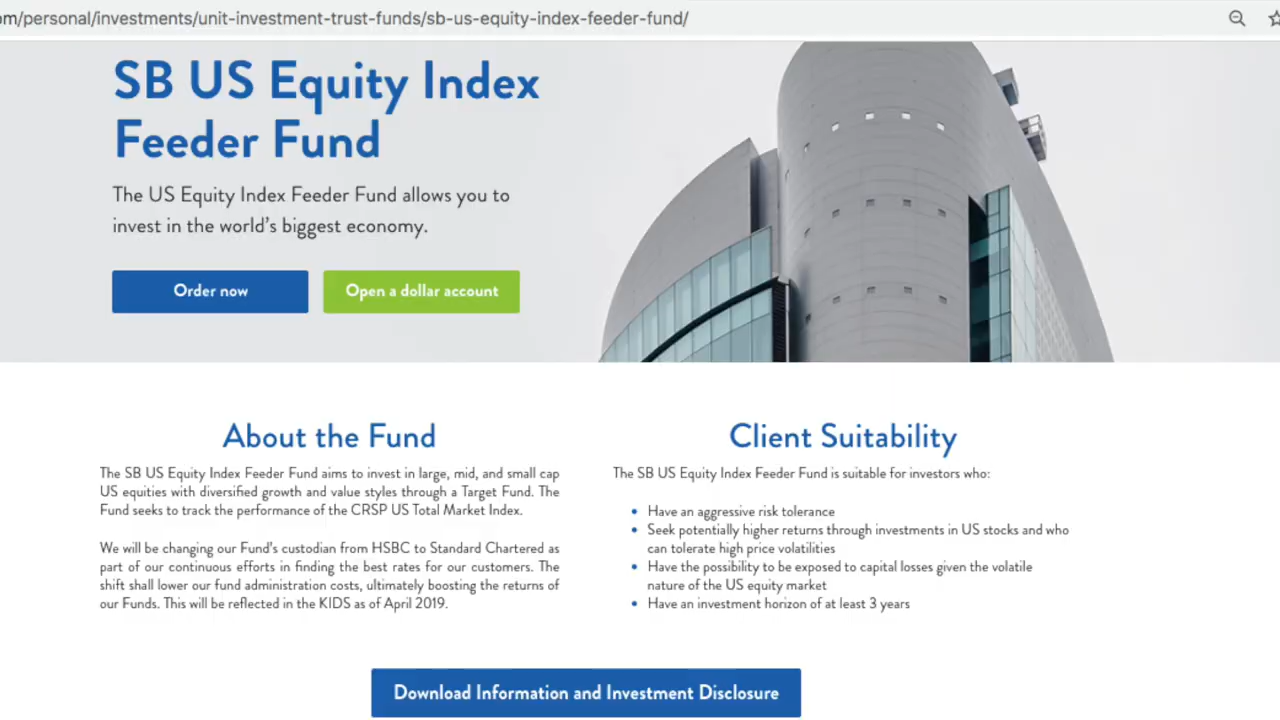 om/personal/investments/unit-investment-trust-funds/sb-us-equity-index-feeder-fund/
SB US Equity Index
Feeder Fund
The US Equity Index Feeder Fund allows you to
invest in the world's biggest economy.
Order now
Open a dollar account
About the Fund
The SB US Equity Index Feeder Fund aims to invest in large, mid, and small cap
US equities with diversified growth and value styles through a Target Fund. The
Fund seeks to track the performance of the CRSP US Total Market Index.
We will be changing our Fund's custodian from HSBC to Standard Chartered as
part of our continuous efforts in finding the best rates for our customers. The
shift shall lower our fund administration costs, ultimately boosting the returns of
our Funds. This will be reflected in the KIDS as of April 2019.
Client Suitability
The SB US Equity Index Feeder Fund is suitable for investors who:
• Have an aggressive risk tolerance
• Seek potentially higher returns through investments in US stocks and who
can tolerate high price volatilities
• Have the possibility to be exposed to capital losses given the volatile
nature of the US equity market
• Have an investment horizon of at least 3 years
Download Information and Investment Disclosure